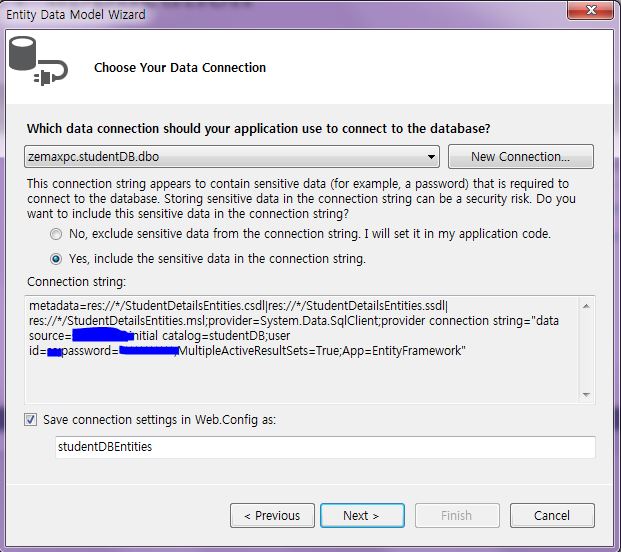 Entity Data Model Wizard
Choose Your Data Connection
Which data connection should your application use to connect to the database?
zemaxpc.studentDB.dbo
New Connection...
This connection string appears to contain sensitive data (for example, a password) that is required to
connect to the database. Storing sensitive data in the connection string can be a security risk. Do you
want to include this sensitive data in the connection string?
No, exclude sensitive data from the connection string. I will set it in my application code.
Yes, include the sensitive data in the connection string.
Connection string:
metadata=res://*/StudentDetailsEntities.csdl|res://*/StudentDetailsEntities.ssdl|
res://*/StudentDetailsEntities.msl;provider=System.Data.SqlClient;provider connection string="data
source= initial catalog=studentDB;user
id= password= ;MultipleActiveResultSets=True;App=EntityFramework"
Save connection settings in Web.Config as:
studentDBEntities
< Previous
Next >
Finish
Cancel